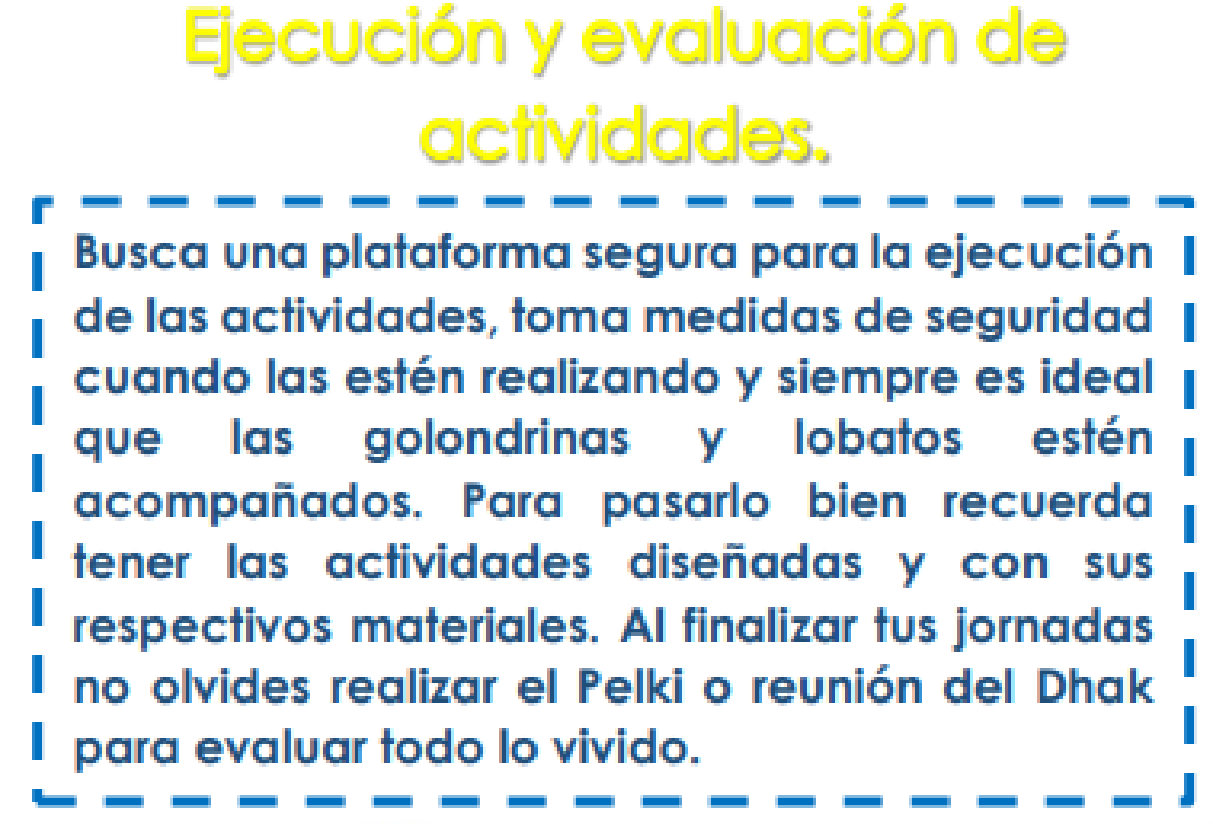 Ejecución y evaluación de
actividades.
Busca una plataforma segura para la ejecución
de las actividades, toma medidas de seguridad
cuando las estén realizando y siempre es ideal
que las golondrinas y lobatos estén
acompañados. Para pasarlo bien recuerda
tener las actividades diseñadas y con sus
respectivos materiales. Al finalizar tus jornadas
no olvides realizar el Pelki o reunión del Dhak
para evaluar todo lo vivido.